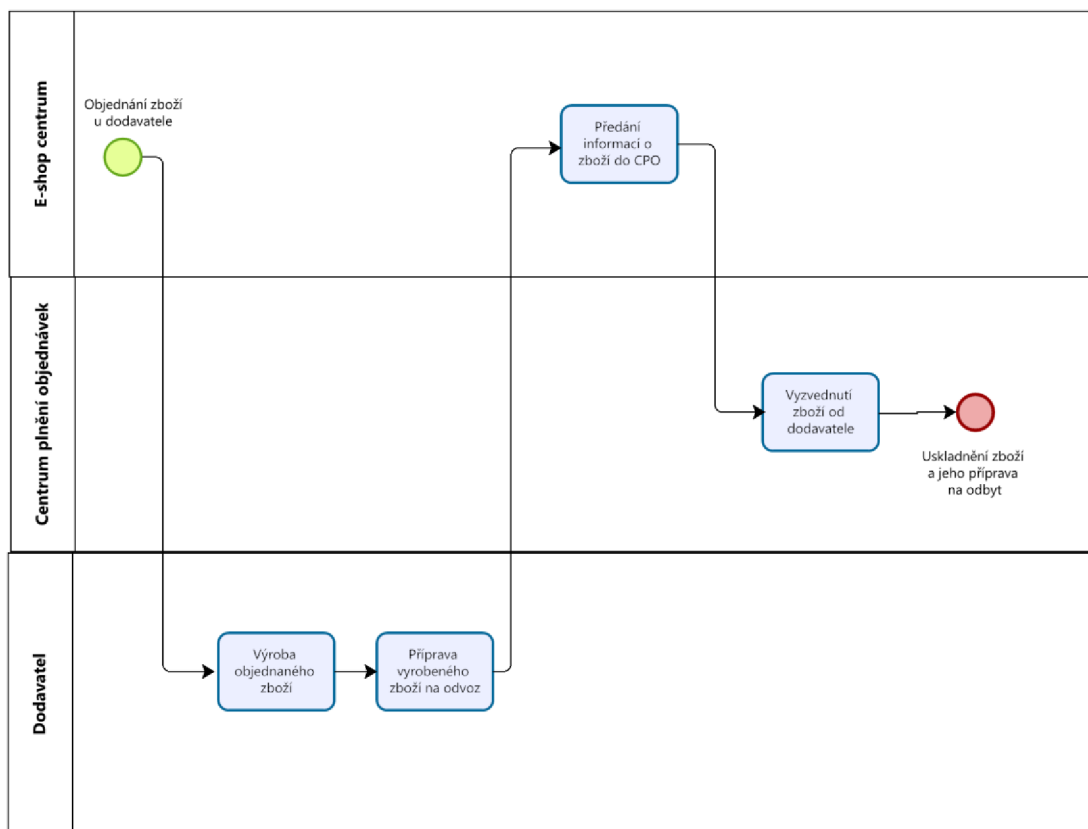 E-shop centrum
Objednání zboží
u dodavatele
Předání
informací o
zboží do CPO
Centrum plnění objednávek
Vyzvednutí
zboží od
dodavatele
Uskladnění zboží
a jeho příprava
na odbyt
Dodavatel
Výroba
objednaného
zboží
Příprava
vyrobeného
zboží na odvoz